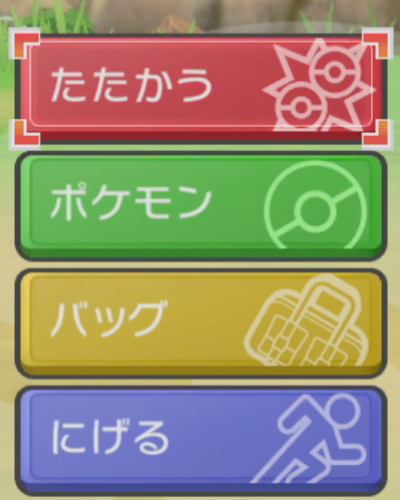 たたかう
ポケモン
バッグ
にげる